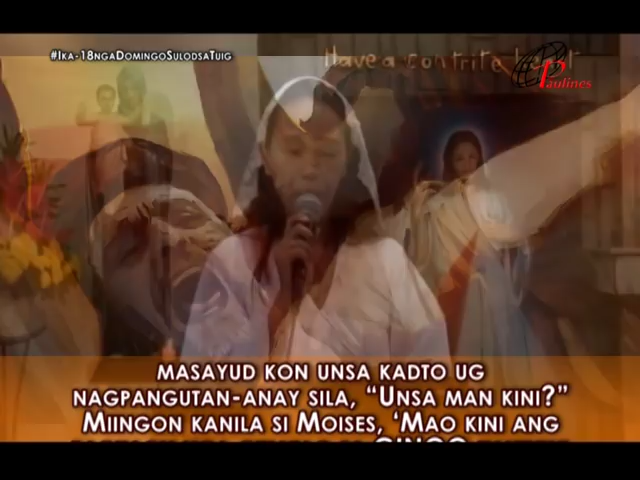 #Ika-18ngaDomingoSulodsaTuig
Have a contrite heart
Paulines
MASAYUD KON UNSA KADTO UG
NAGPANGUTAN-ANAY SILA, “UNSA MAN KINI?”
MIINGON KANILA SI MOISES, ‘MAO KINI ANG